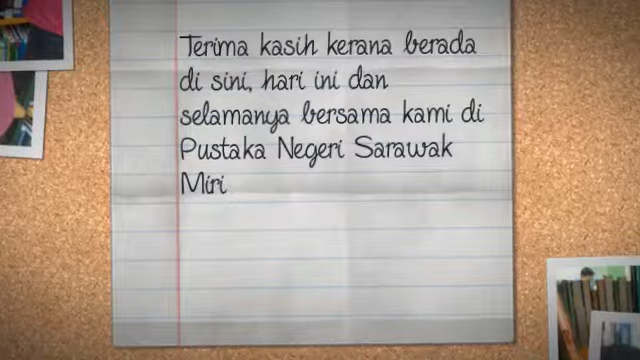 Terima kasih kerana berada
di sini, hari ini dan
selamanya bersama kami di
Pustaka Negeri Sarawak
Miri